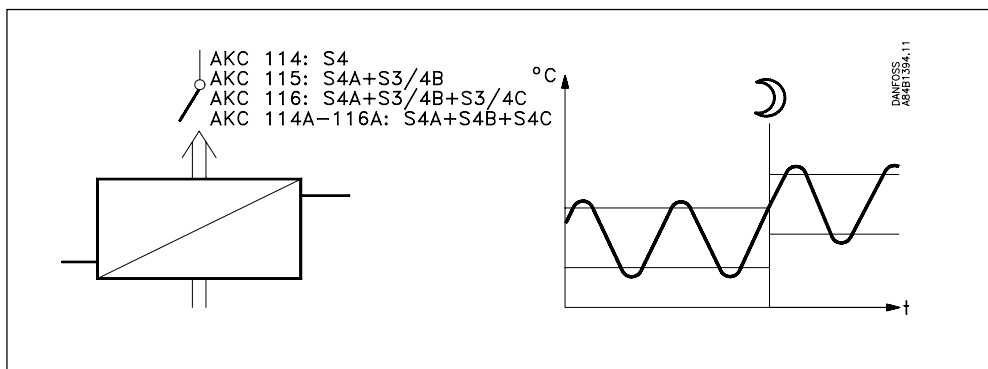 AKC 114: S4
AKC 115: S4A+S3/4B
AKC 116: S4A+S3/4B+S3/4C
AKC 114A-116A: S4A+S4B+S4C
°C
t
DANFOSS
A84B1394.11